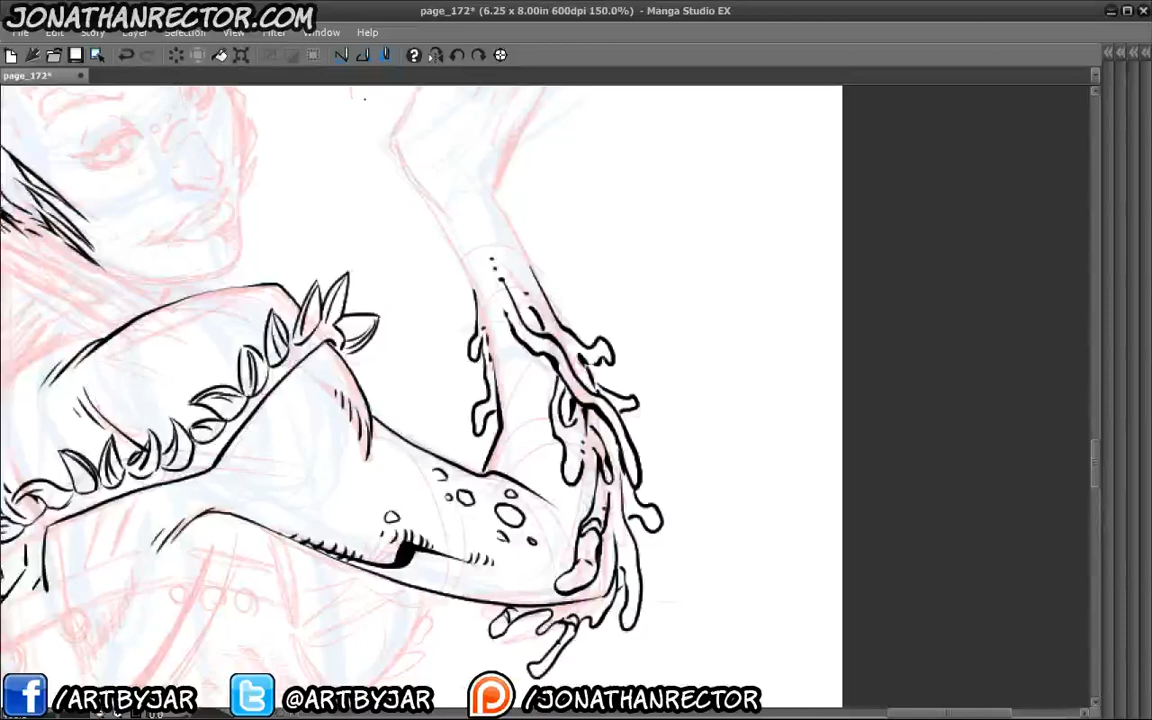 JONATHANRECTOR.COM
page_172* (6.25 x 8.00in 600dpi 150.0%) - Manga Studio EX
File Edit Story Layer Selection View Filter Window Help
page_172*
/ARTBYJAR @ARTBYJAR /JONATHANRECTOR